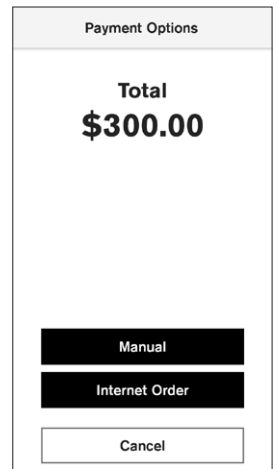 Payment Options
Total
$300.00
Manual
Internet Order
Cancel